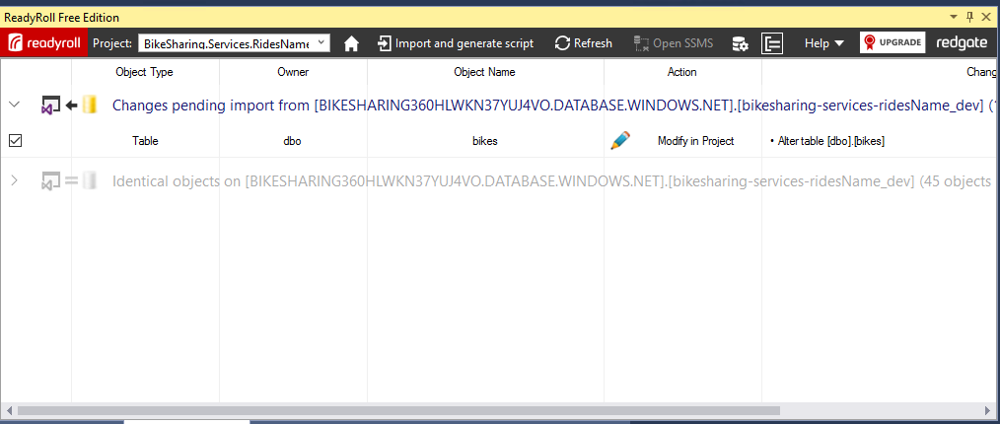 ReadyRoll Free Edition
readyroll Project: BikeSharing.Services.RidesName Import and generate script Refresh Open SSMS Help UPGRADE redgate
Object Type Owner Object Name Action Chang
Changes pending import from [BIKESHARING360HLWKN37YUJ4VO.DATABASE.WINDOWS.NET].[bikesharing-services-ridesName_dev] (
Table dbo bikes Modify in Project • Alter table [dbo].[bikes]
Identical objects on [BIKESHARING360HLWKN37YUJ4VO.DATABASE.WINDOWS.NET].[bikesharing-services-ridesName_dev] (45 objects